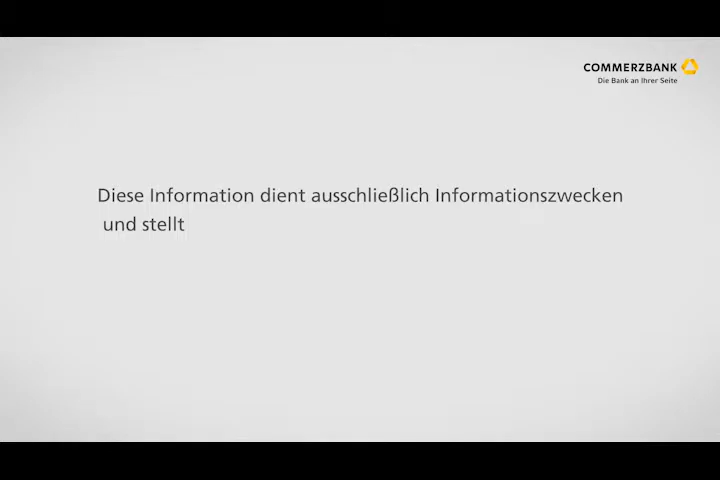 COMMERZBANK
Die Bank an Ihrer Seite
Diese Information dient ausschließlich Informationszwecken
und stellt